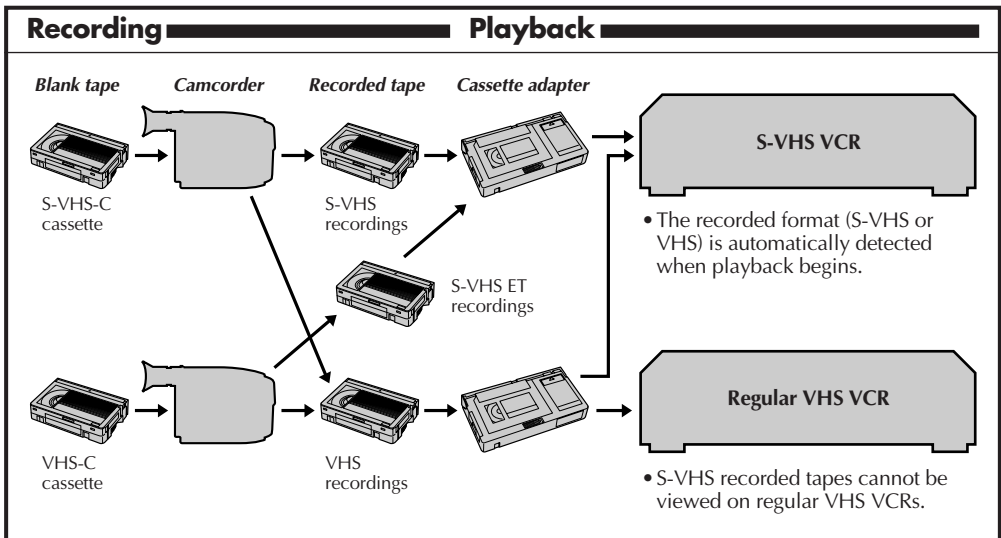 Recording
Playback
Blank tape
Camcorder
Recorded tape
Cassette adapter
S-VHS VCR
S-VHS-C
cassette
S-VHS
recordings
• The recorded format (S-VHS or
VHS) is automatically detected
when playback begins.
S-VHS ET
recordings
Regular VHS VCR
VHS-C
cassette
VHS
recordings
• S-VHS recorded tapes cannot be
viewed on regular VHS VCRs.